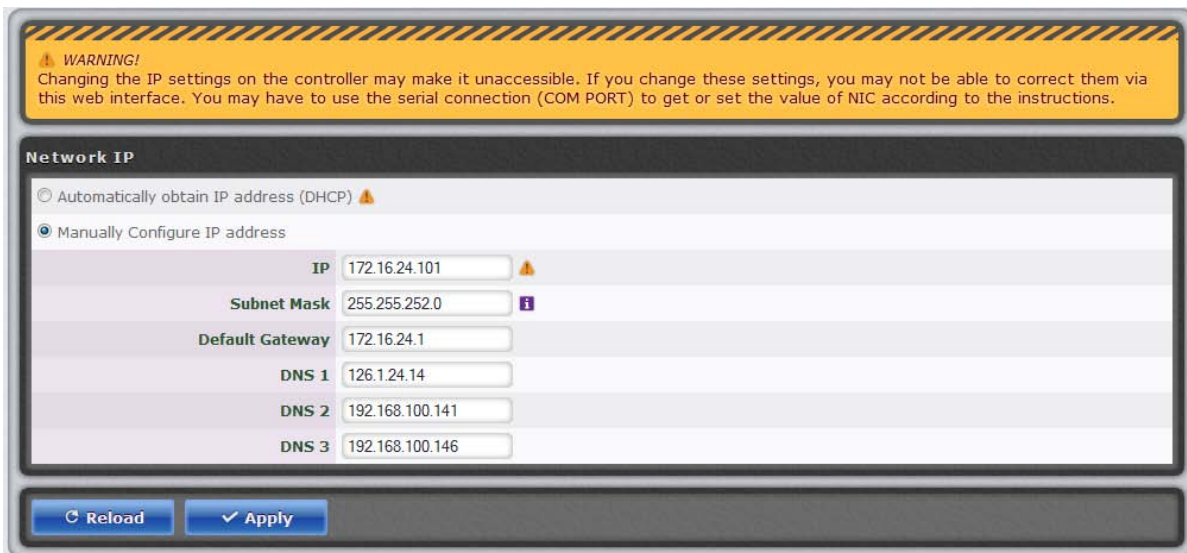 WARNING!
Changing the IP settings on the controller may make it unaccessible. If you change these settings, you may not be able to correct them via
this web interface. You may have to use the serial connection (COM PORT) to get or set the value of NIC according to the instructions.
Network IP
Automatically obtain IP address (DHCP)
Manually Configure IP address
IP 172.16.24.101
Subnet Mask 255.255.252.0
Default Gateway 172.16.24.1
DNS 1 126.1.24.14
DNS 2 192.168.100.141
DNS 3 192.168.100.146
Reload Apply